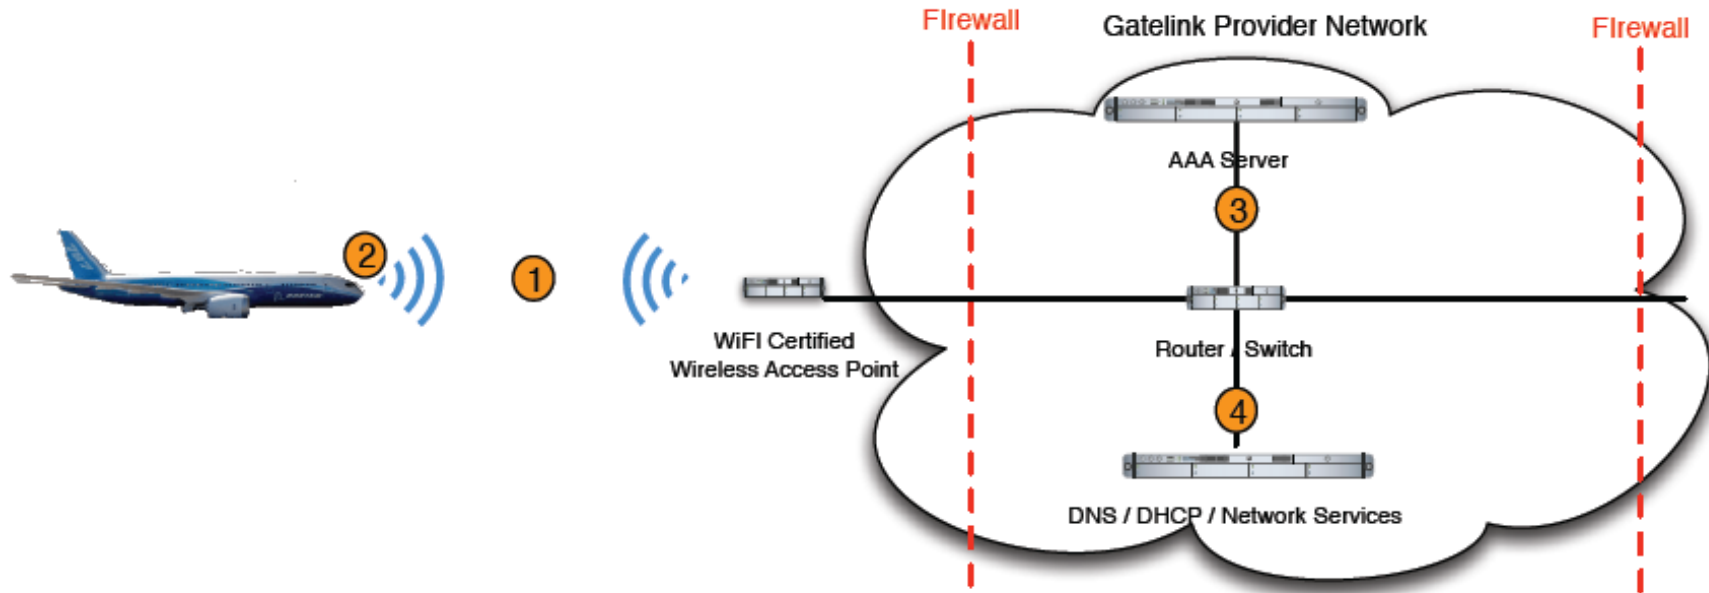 FIrewall
Gatelink Provider Network
FIrewall
AAA Server
3
2
1
WiFI Certified
Wireless Access Point
Router / Switch
4
DNS / DHCP / Network Services